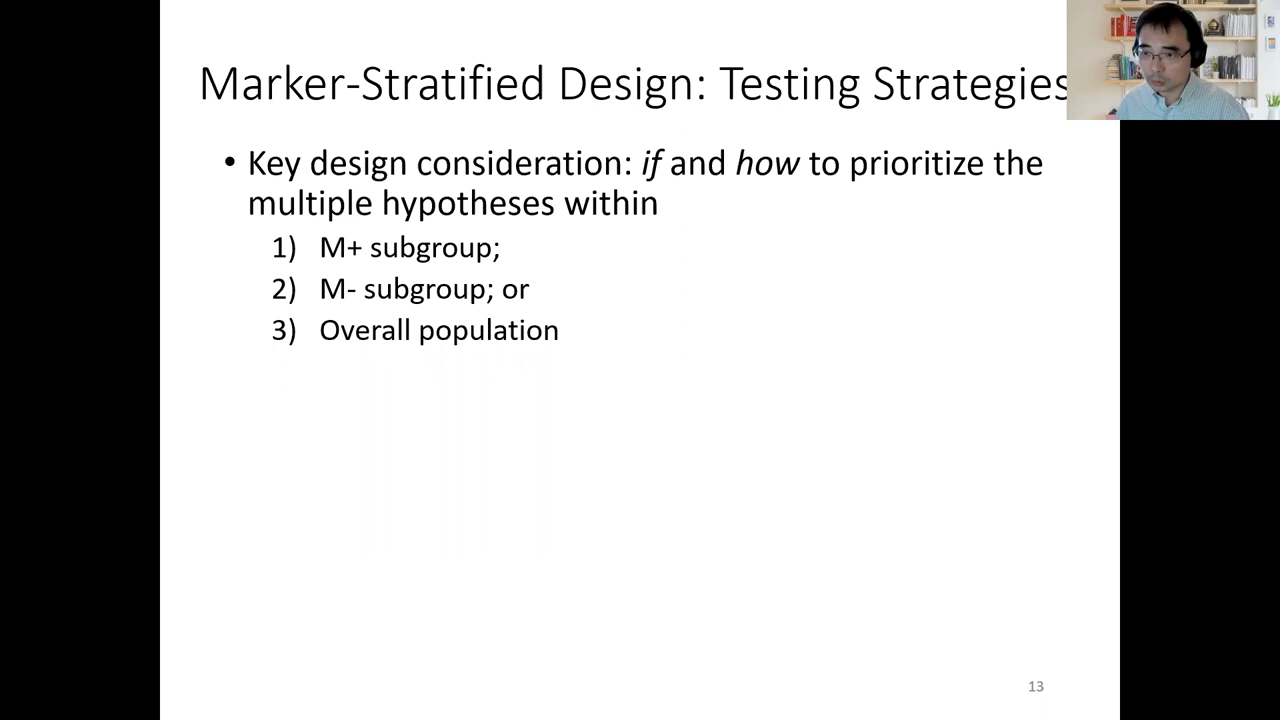 Marker-Stratified Design: Testing Strategies
• Key design consideration: if and how to prioritize the
multiple hypotheses within
1) M+ subgroup;
2) M- subgroup; or
3) Overall population
13